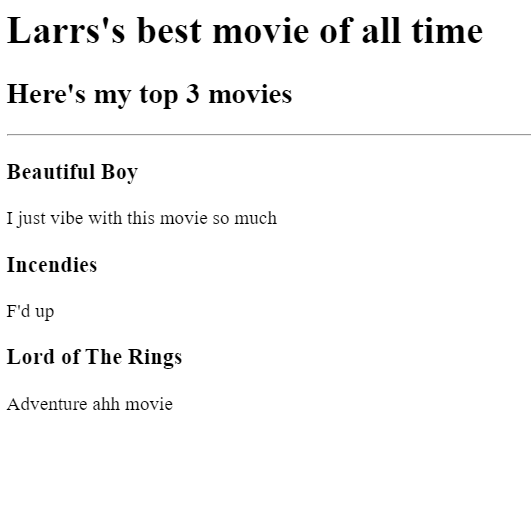 Larrs's best movie of all time
Here's my top 3 movies
Beautiful Boy
I just vibe with this movie so much
Incendies
F'd up
Lord of The Rings
Adventure ahh movie